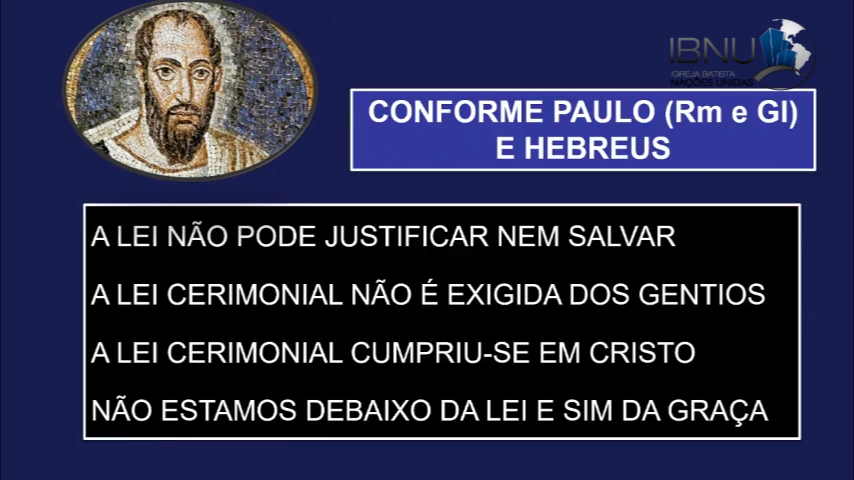 IBNU
IGREJA BATISTA
NAÇÕES UNIDAS
CONFORME PAULO (Rm e Gl)
E HEBREUS
A LEI NÃO PODE JUSTIFICAR NEM SALVAR
A LEI CERIMONIAL NÃO É EXIGIDA DOS GENTIOS
A LEI CERIMONIAL CUMPRIU-SE EM CRISTO
NÃO ESTAMOS DEBAIXO DA LEI E SIM DA GRAÇA